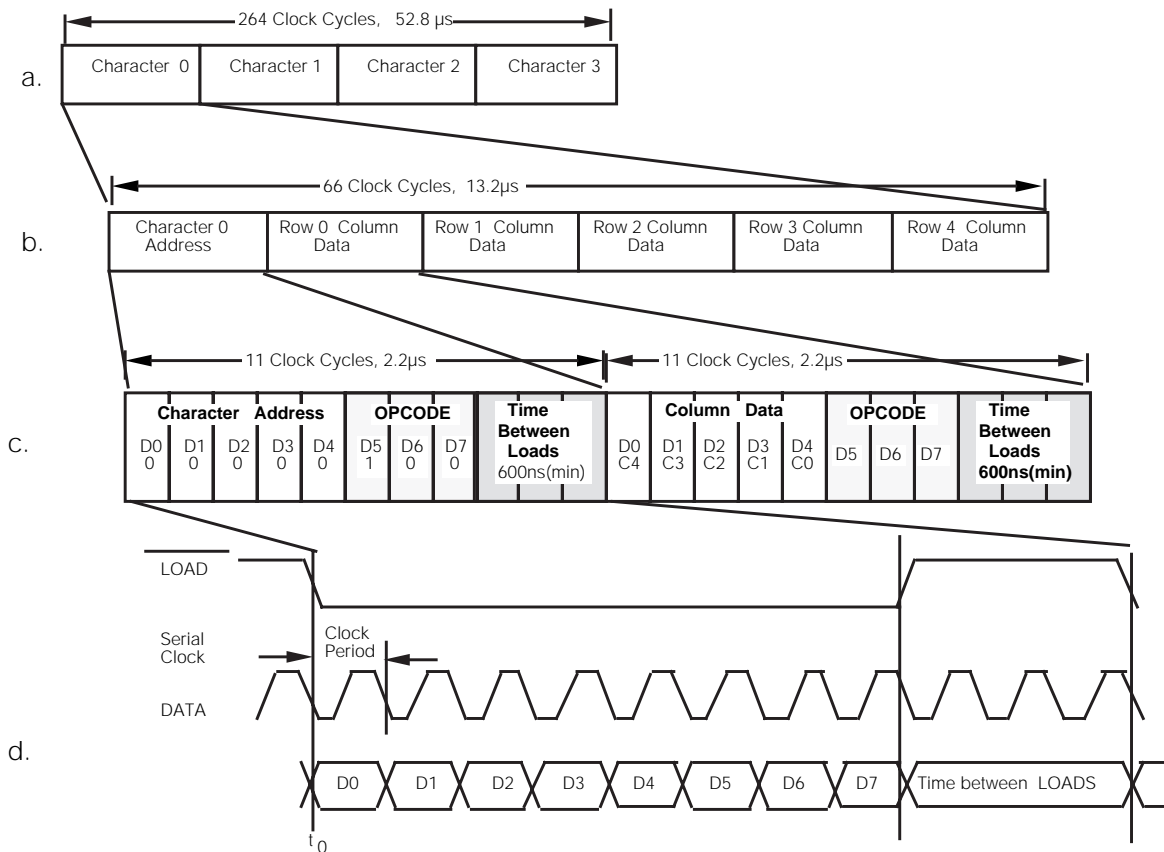 264 Clock Cycles, 52.8 µs
a.
Character 0
Character 1
Character 2
Character 3
66 Clock Cycles, 13.2µs
b.
Character 0
Address
Row 0 Column
Data
Row 1 Column
Data
Row 2 Column
Data
Row 3 Column
Data
Row 4 Column
Data
11 Clock Cycles, 2.2µs
11 Clock Cycles, 2.2µs
c.
Character Address
D0
0
D1
0
D2
0
D3
0
D4
0
OPCODE
D5
1
D6
0
D7
0
Time
Between
Loads
600ns(min)
Column Data
D0
C4
D1
C3
D2
C2
D3
C1
D4
C0
OPCODE
D5
D6
D7
Time
Between
Loads
600ns(min)
LOAD
Serial
Clock
Clock
Period
DATA
d.
D0
D1
D2
D3
D4
D5
D6
D7
Time between LOADS
t0